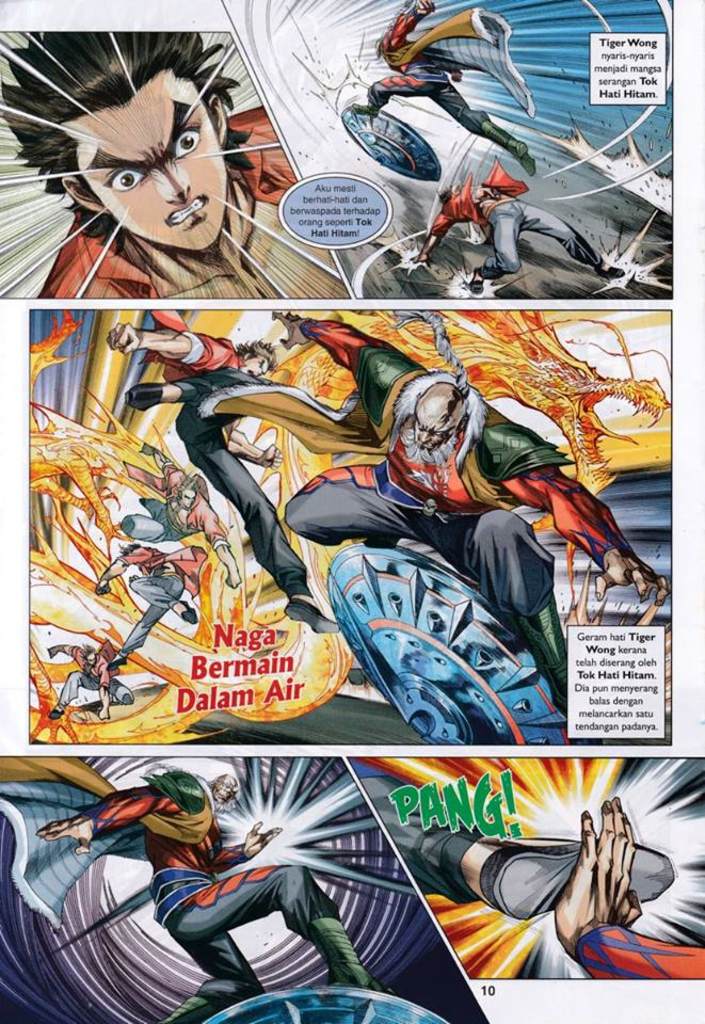 Tiger Wong
nyaris-nyaris
menjadi mangsa
serangan Tok
Hati Hitam.
Aku mesti
berhati-hati dan
berwaspada terhadap
orang seperti Tok
Hati Hitam!
Naga
Bermain
Dalam Air
Geram hati Tiger
Wong kerana
telah diserang oleh
Tok Hati Hitam.
Dia pun menyerang
balas dengan
melancarkan satu
tendangan padanya.
PANG!
10